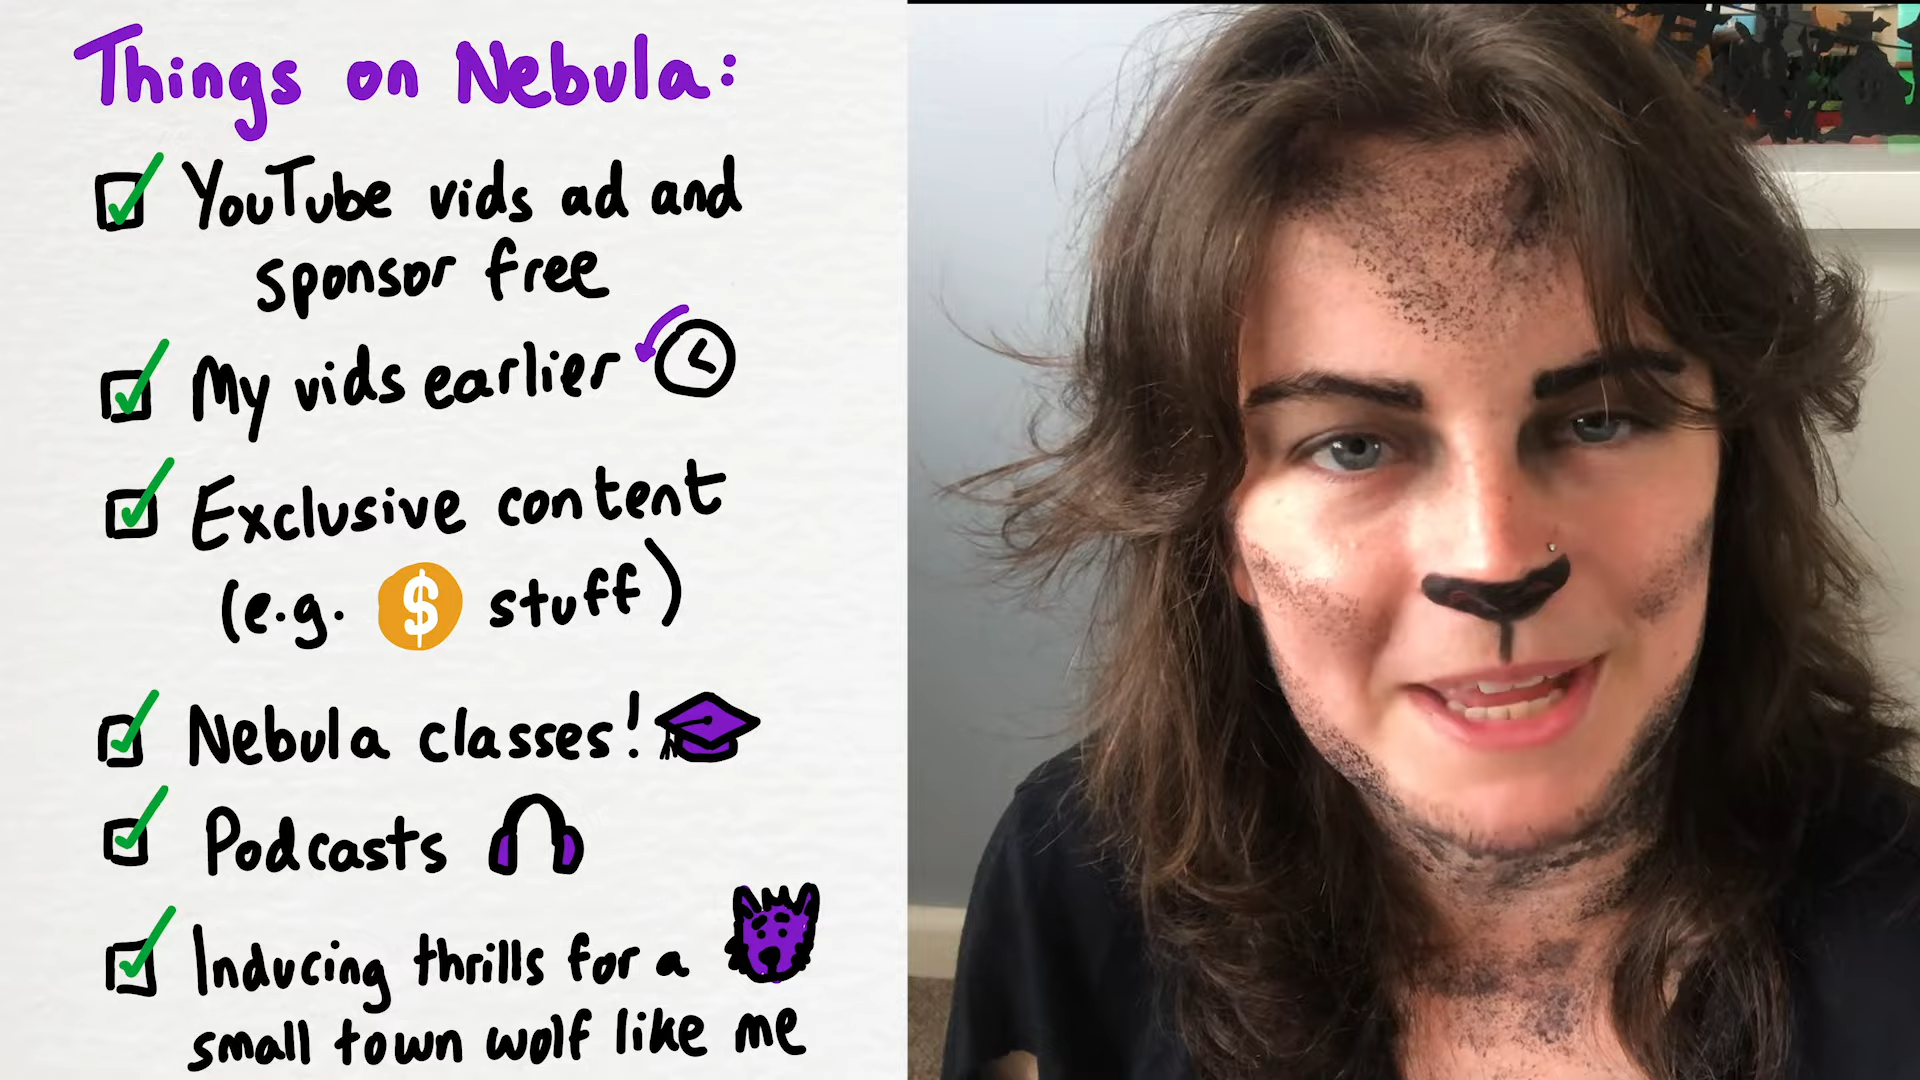 Things on Nebula:
YouTube vids ad and
sponsor free
My vids earlier
Exclusive content
(e.g. $ stuff)
Nebula classes!
Podcasts
Inducing thrills for a
small town wolf like me